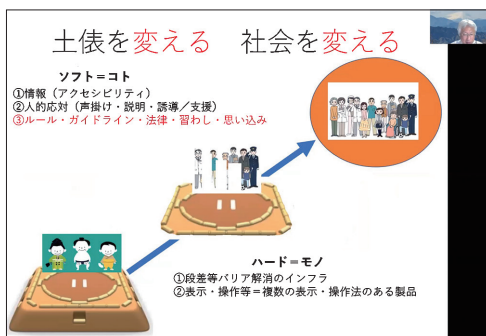 土俵を変える 社会を変える
ソフト=コト
①情報(アクセシビリティ)
②人的応対(声掛け・説明・誘導/支援)
③ルール・ガイドライン・法律・習わし・思い込み
ハード=モノ
①段差等バリア解消のインフラ
②表示・操作等=複数の表示・操作法のある製品